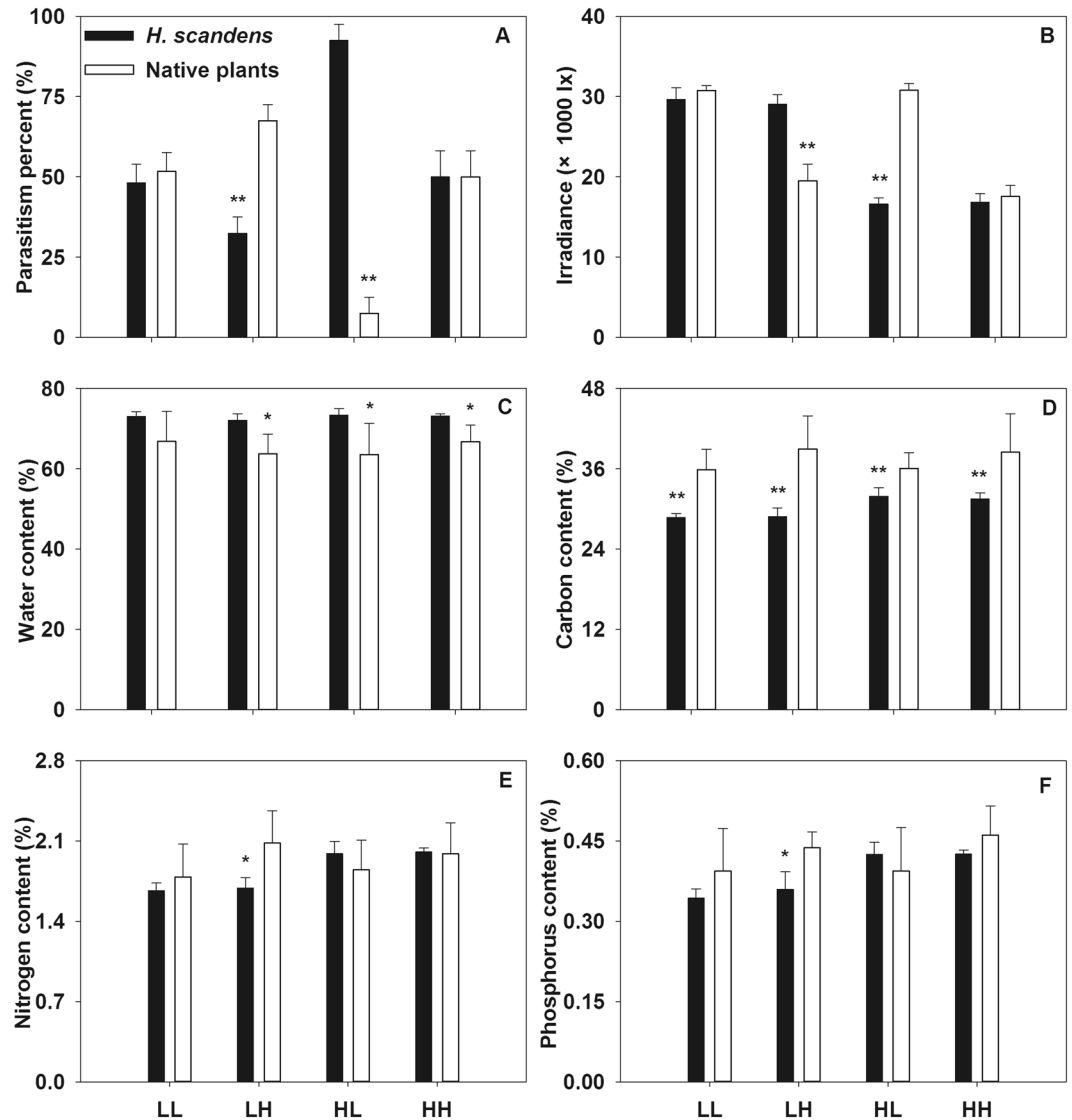 100
75
50
25
0
Parasitism percent (%)
H. scandens
Native plants
A
**
**
40
30
20
10
0
Irradiance (× 1000 lx)
B
**
**
80
60
40
20
0
Water content (%)
C
*
*
*
48
36
24
12
0
Carbon content (%)
D
**
**
**
**
2.8
2.1
1.4
0.7
0.0
Nitrogen content (%)
E
*
LL LH HL HH
0.60
0.45
0.30
0.15
0.00
Phosphorus content (%)
F
*
LL LH HL HH